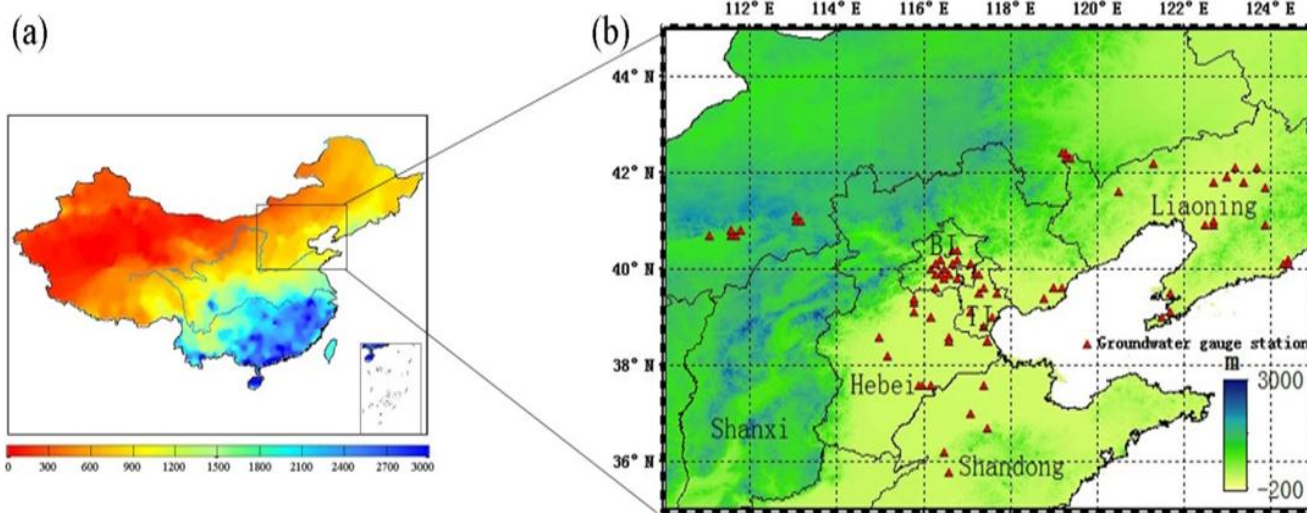 (a)
(b)
112° E 114° E 116° E 118° E 120° E 122° E 124° E
44° N
42° N
40° N
38° N
36° N
Liaoning
BJ
TJ
Groundwater gauge station
Hebei
Shanxi
Shandong
m
3000
-200
0 300 600 900 1200 1500 1800 2100 2400 2700 3000